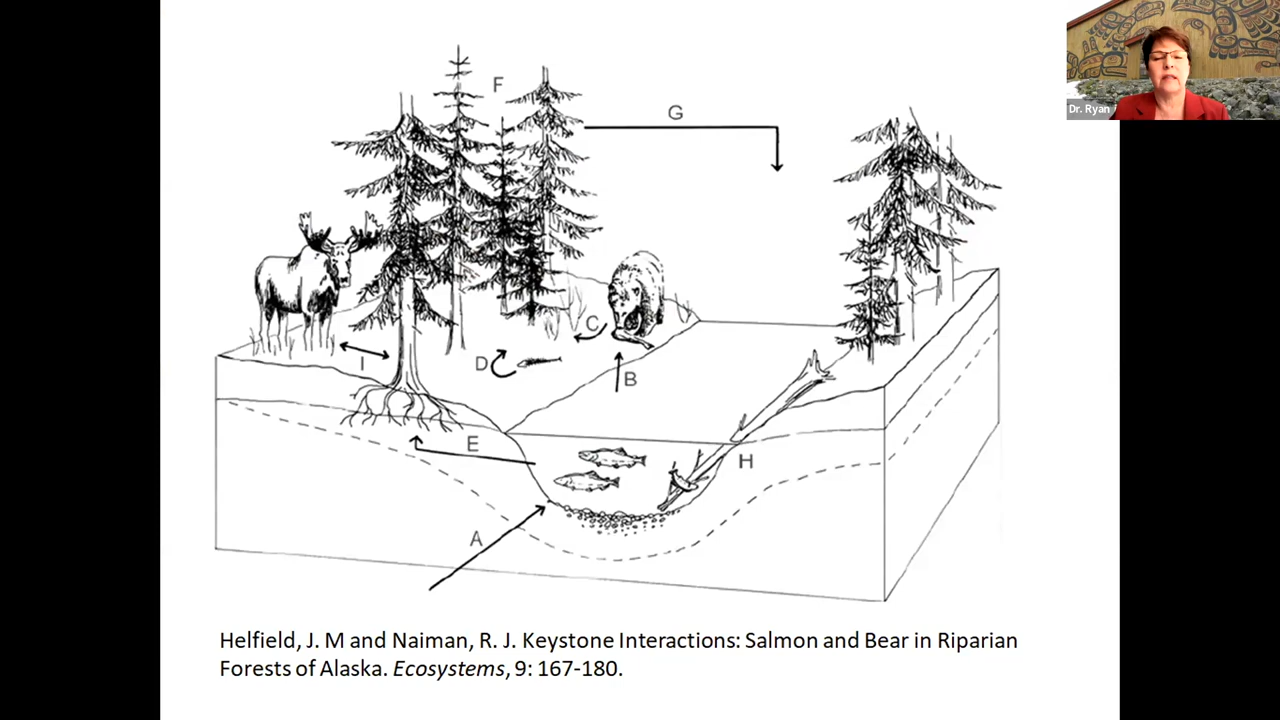 F
G
Dr. Ryan
C
I
D
B
E
H
A
Helfield, J. M and Naiman, R. J. Keystone Interactions: Salmon and Bear in Riparian
Forests of Alaska. Ecosystems, 9: 167-180.